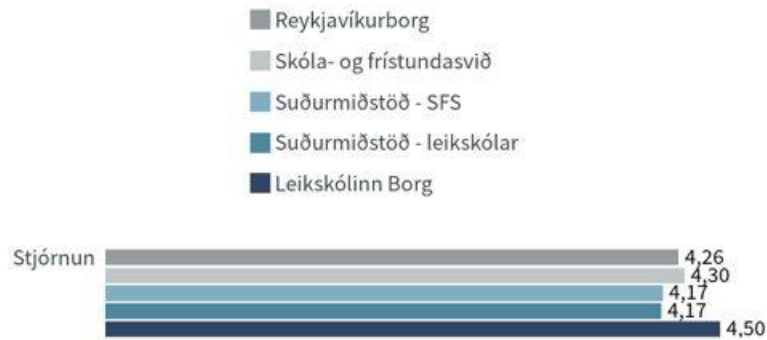 Reykjavíkurborg
Skóla- og frístundasvið
Suðurmiðstöð - SFS
Suðurmiðstöð - leikskólar
Leikskólinn Borg
Stjórnun
4,26
4,30
4,17
4,17
4,50